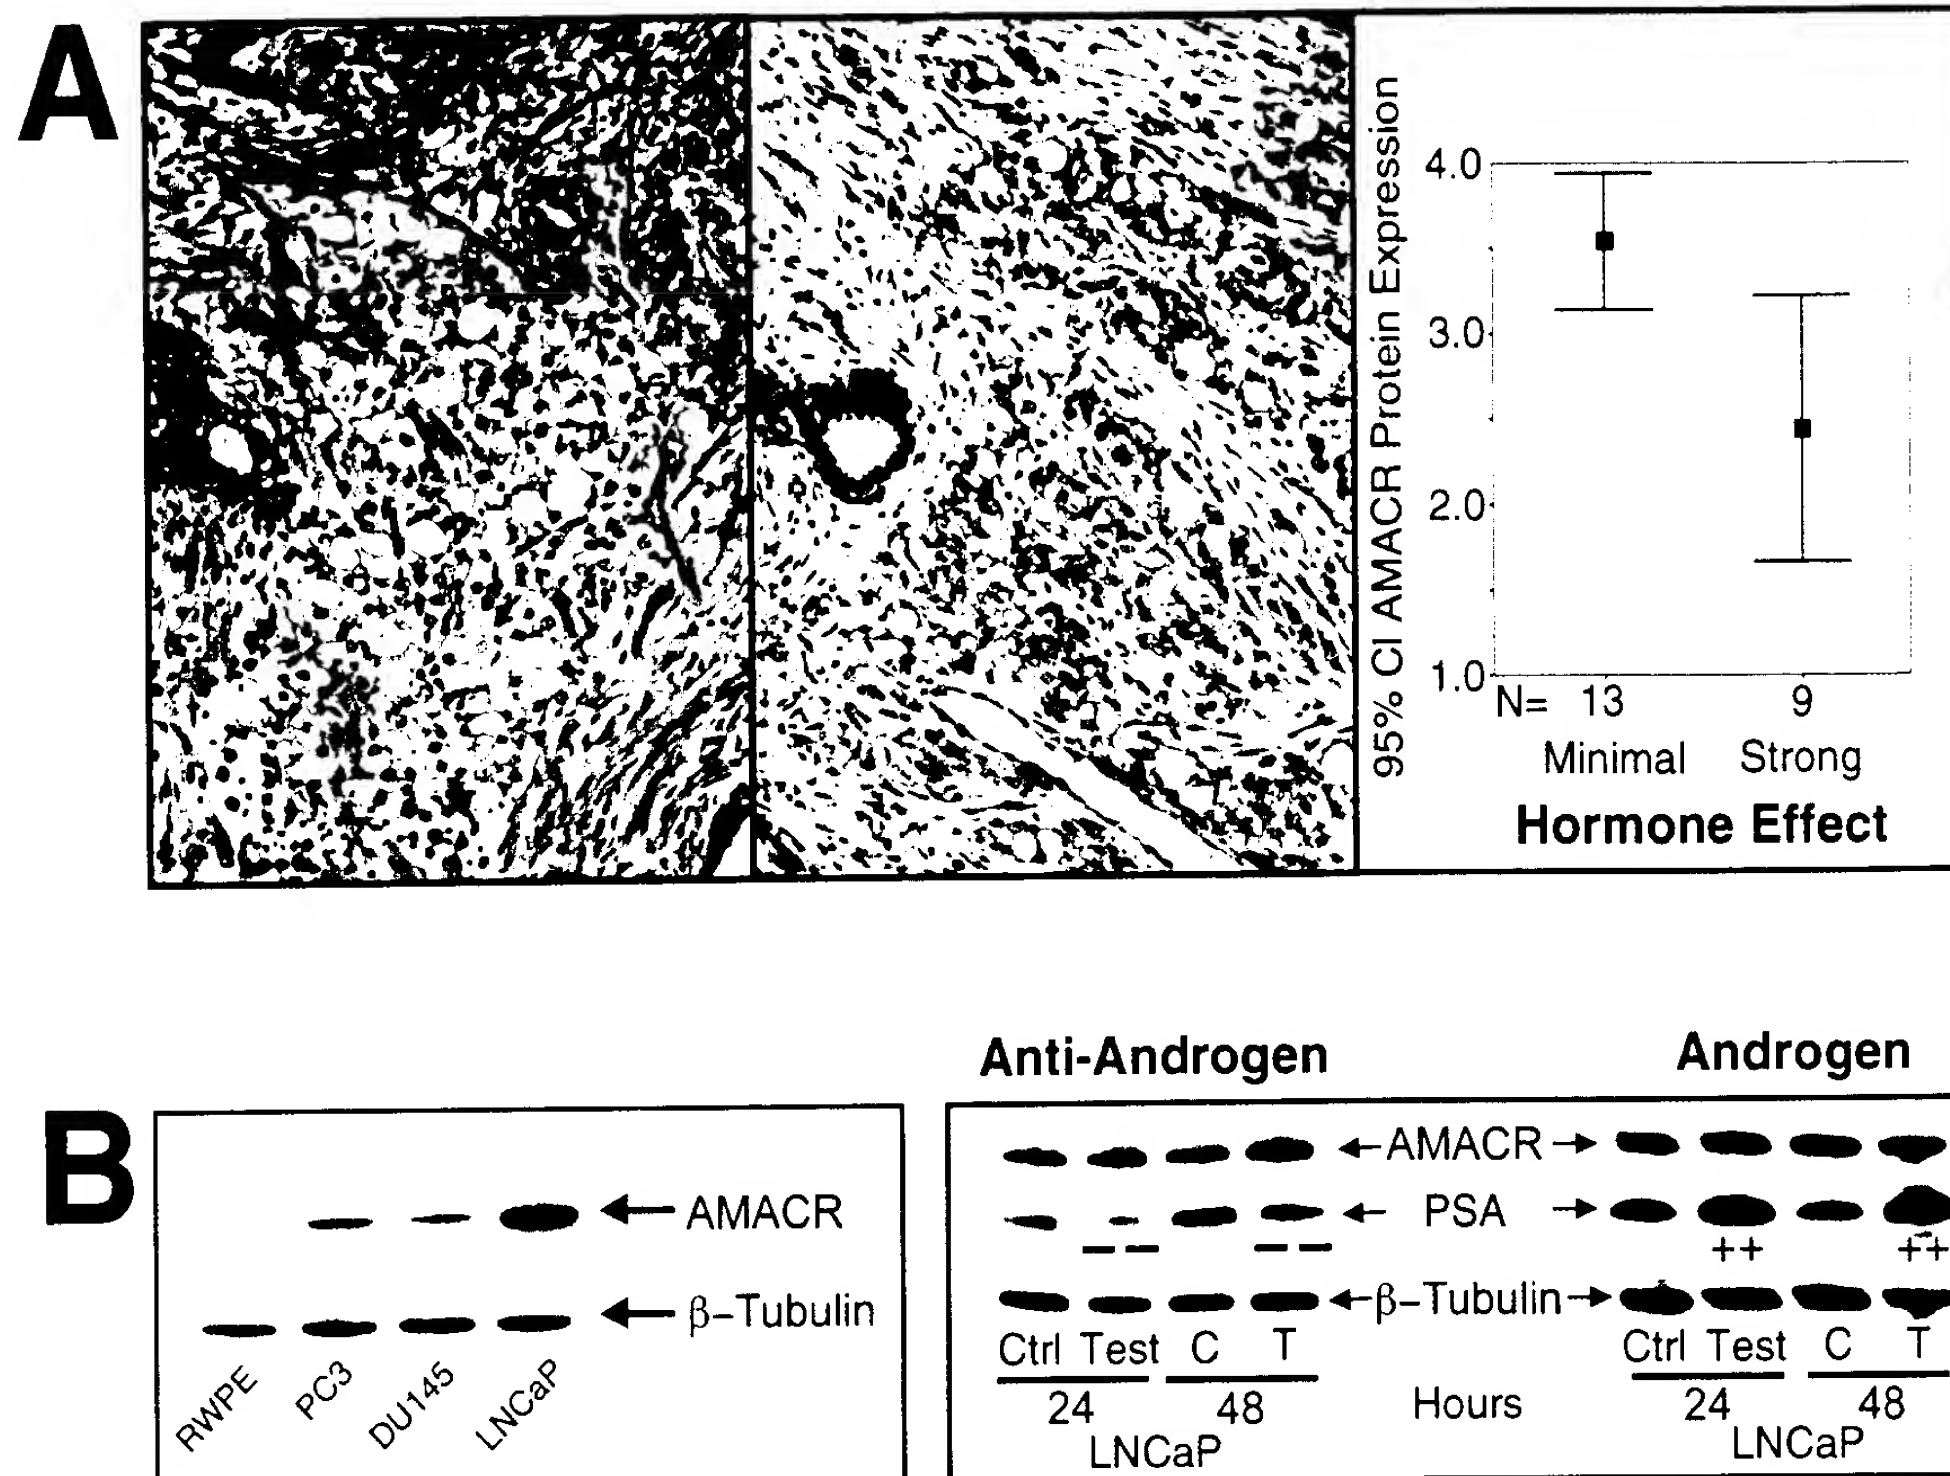 A
95% CI AMACR Protein Expression
4.0
3.0
2.0
1.0
N= 13 9
Minimal Strong
Hormone Effect
B
AMACR
β–Tubulin
RWPE PC3 DU145 LNCaP
Anti-Androgen Androgen
←AMACR→
← PSA →
−− −− ++ ++
←β–Tubulin→
Ctrl Test C T Ctrl Test C T
24 48 Hours 24 48
LNCaP LNCaP